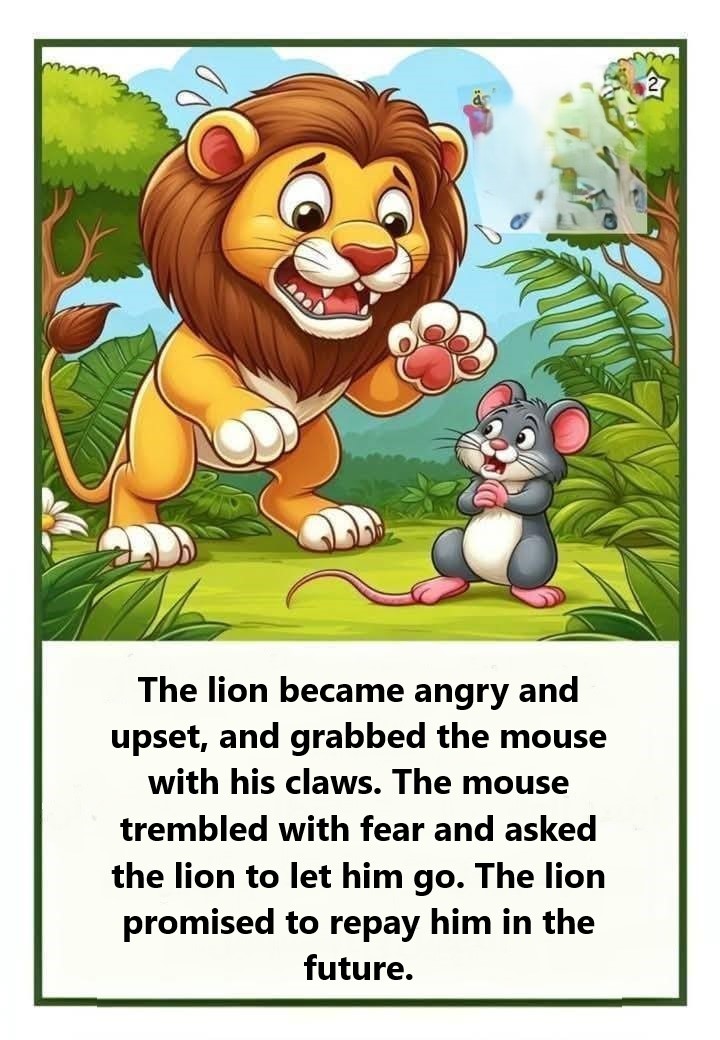 2
The lion became angry and
upset, and grabbed the mouse
with his claws. The mouse
trembled with fear and asked
the lion to let him go. The lion
promised to repay him in the
future.